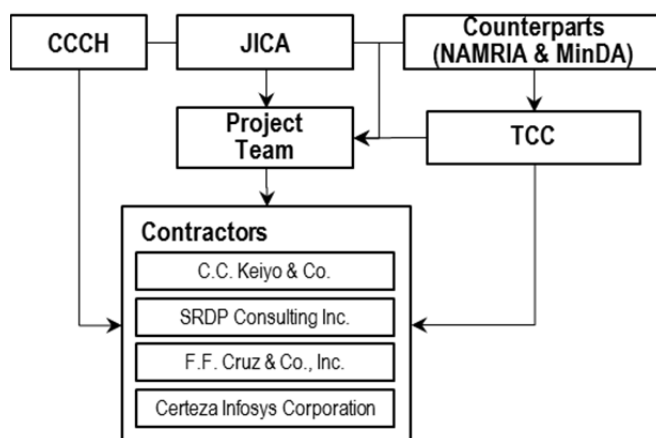 CCCH
JICA
Counterparts
(NAMRIA & MinDA)
Project
Team
TCC
Contractors
C.C. Keiyo & Co.
SRDP Consulting Inc.
F.F. Cruz & Co., Inc.
Certeza Infosys Corporation